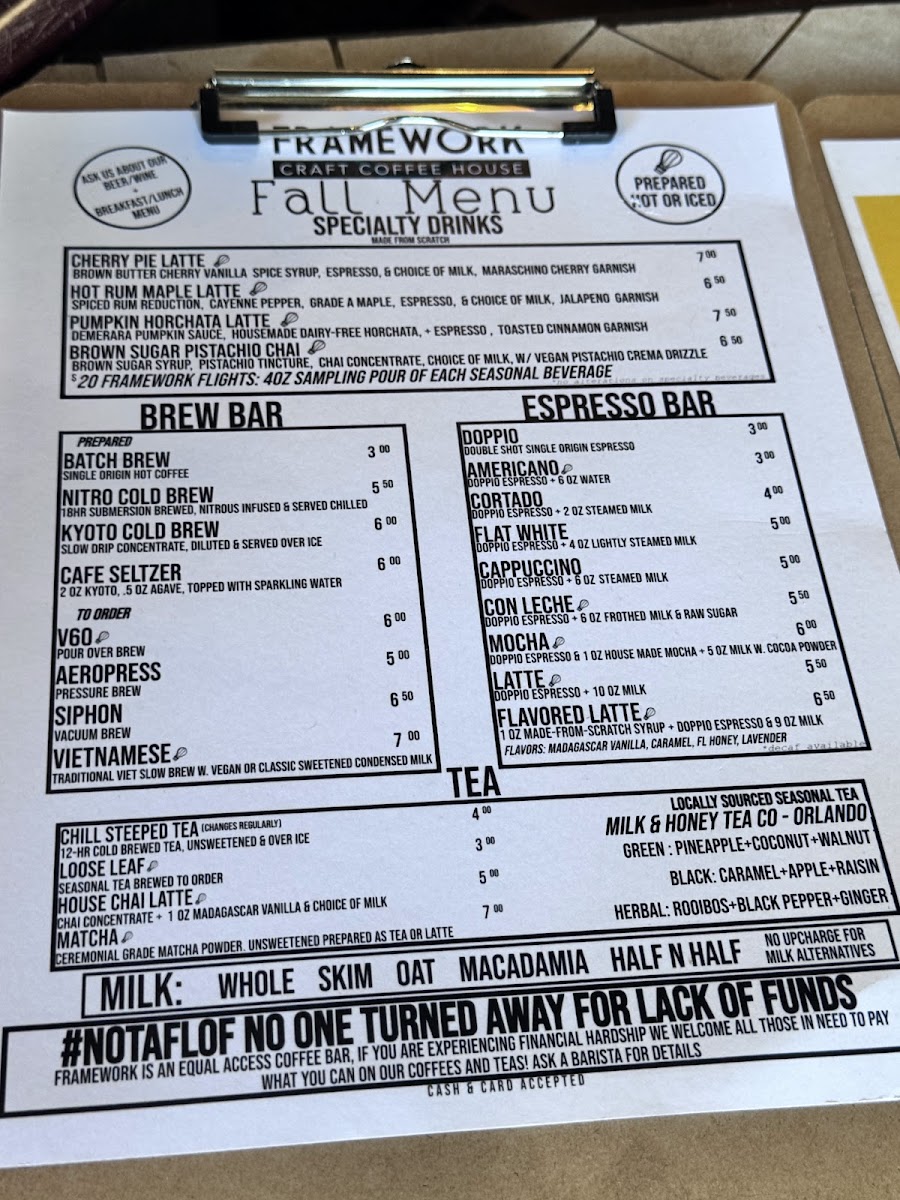 FRAMEWORK
CRAFT COFFEE HOUSE
Fall Menu
ASK US ABOUT OUR
BEER/WINE
+
BREAKFAST/LUNCH
MENU
PREPARED
HOT OR ICED
SPECIALTY DRINKS
MADE FROM SCRATCH
CHERRY PIE LATTE 7 00
BROWN BUTTER CHERRY VANILLA SPICE SYRUP, ESPRESSO, & CHOICE OF MILK, MARASCHINO CHERRY GARNISH
HOT RUM MAPLE LATTE 6 50
SPICED RUM REDUCTION, CAYENNE PEPPER, GRADE A MAPLE, ESPRESSO, & CHOICE OF MILK, JALAPENO GARNISH
PUMPKIN HORCHATA LATTE 7 50
DEMERARA PUMPKIN SAUCE, HOUSEMADE DAIRY-FREE HORCHATA, + ESPRESSO, TOASTED CINNAMON GARNISH
BROWN SUGAR PISTACHIO CHAI 6 50
BROWN SUGAR SYRUP, PISTACHIO TINCTURE, CHAI CONCENTRATE, CHOICE OF MILK, W/ VEGAN PISTACHIO CREMA DRIZZLE
$20 FRAMEWORK FLIGHTS: 4OZ SAMPLING POUR OF EACH SEASONAL BEVERAGE
*no alterations on specialty beverages
BREW BAR
PREPARED
BATCH BREW 3 00
SINGLE ORIGIN HOT COFFEE
NITRO COLD BREW 5 50
18HR SUBMERSION BREWED, NITROUS INFUSED & SERVED CHILLED
KYOTO COLD BREW 6 00
SLOW DRIP CONCENTRATE, DILUTED & SERVED OVER ICE
CAFE SELTZER 6 00
2 OZ KYOTO, .5 OZ AGAVE, TOPPED WITH SPARKLING WATER
TO ORDER
V60 6 00
POUR OVER BREW
AEROPRESS 5 00
PRESSURE BREW
SIPHON 6 50
VACUUM BREW
VIETNAMESE 7 00
TRADITIONAL VIET SLOW BREW W. VEGAN OR CLASSIC SWEETENED CONDENSED MILK
ESPRESSO BAR
DOPPIO 3 00
DOUBLE SHOT SINGLE ORIGIN ESPRESSO
AMERICANO 3 00
DOPPIO ESPRESSO + 6 OZ WATER
CORTADO 4 00
DOPPIO ESPRESSO + 2 OZ STEAMED MILK
FLAT WHITE 5 00
DOPPIO ESPRESSO + 4 OZ LIGHTLY STEAMED MILK
CAPPUCCINO 5 00
DOPPIO ESPRESSO + 6 OZ STEAMED MILK
CON LECHE 5 50
DOPPIO ESPRESSO + 6 OZ FROTHED MILK & RAW SUGAR
MOCHA 6 00
DOPPIO ESPRESSO & 1 OZ HOUSE MADE MOCHA + 5 OZ MILK W. COCOA POWDER
LATTE 5 50
DOPPIO ESPRESSO + 10 OZ MILK
FLAVORED LATTE 6 50
1 OZ MADE-FROM-SCRATCH SYRUP + DOPPIO ESPRESSO & 9 OZ MILK
FLAVORS: MADAGASCAR VANILLA, CARAMEL, FL HONEY, LAVENDER
*decaf available
TEA
CHILL STEEPED TEA (CHANGES REGULARLY) 4 00
12-HR COLD BREWED TEA, UNSWEETENED & OVER ICE
LOOSE LEAF 3 00
SEASONAL TEA BREWED TO ORDER
HOUSE CHAI LATTE 5 00
CHAI CONCENTRATE + 1 OZ MADAGASCAR VANILLA & CHOICE OF MILK
MATCHA 7 00
CEREMONIAL GRADE MATCHA POWDER. UNSWEETENED PREPARED AS TEA OR LATTE
LOCALLY SOURCED SEASONAL TEA
MILK & HONEY TEA CO - ORLANDO
GREEN : PINEAPPLE+COCONUT+WALNUT
BLACK: CARAMEL+APPLE+RAISIN
HERBAL: ROOIBOS+BLACK PEPPER+GINGER
MILK: WHOLE SKIM OAT MACADAMIA HALF N HALF
NO UPCHARGE FOR
MILK ALTERNATIVES
#NOTAFLOF NO ONE TURNED AWAY FOR LACK OF FUNDS
FRAMEWORK IS AN EQUAL ACCESS COFFEE BAR, IF YOU ARE EXPERIENCING FINANCIAL HARDSHIP WE WELCOME ALL THOSE IN NEED TO PAY
WHAT YOU CAN ON OUR COFFEES AND TEAS! ASK A BARISTA FOR DETAILS
CASH & CARD ACCEPTED